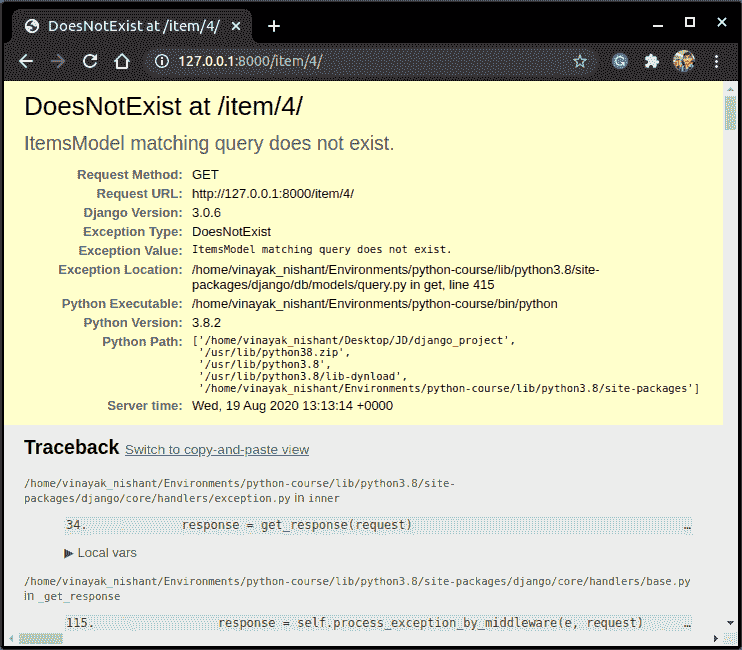 DoesNotExist at /item/4/
127.0.0.1:8000/item/4/
DoesNotExist at /item/4/
ItemsModel matching query does not exist.
Request Method: GET
Request URL: http://127.0.0.1:8000/item/4/
Django Version: 3.0.6
Exception Type: DoesNotExist
Exception Value: ItemsModel matching query does not exist.
Exception Location: /home/vinayak_nishant/Environments/python-course/lib/python3.8/site-
packages/django/db/models/query.py in get, line 415
Python Executable: /home/vinayak_nishant/Environments/python-course/bin/python
Python Version: 3.8.2
Python Path: ['/home/vinayak_nishant/Desktop/JD/django_project',
'/usr/lib/python38.zip',
'/usr/lib/python3.8',
'/usr/lib/python3.8/lib-dynload',
'/home/vinayak_nishant/Environments/python-course/lib/python3.8/site-packages']
Server time: Wed, 19 Aug 2020 13:13:14 +0000
Traceback Switch to copy-and-paste view
/home/vinayak_nishant/Environments/python-course/lib/python3.8/site-
packages/django/core/handlers/exception.py in inner
34. response = get_response(request) …
▶ Local vars
/home/vinayak_nishant/Environments/python-course/lib/python3.8/site-packages/django/core/handlers/base.py
in _get_response
115. response = self.process_exception_by_middleware(e, request) …